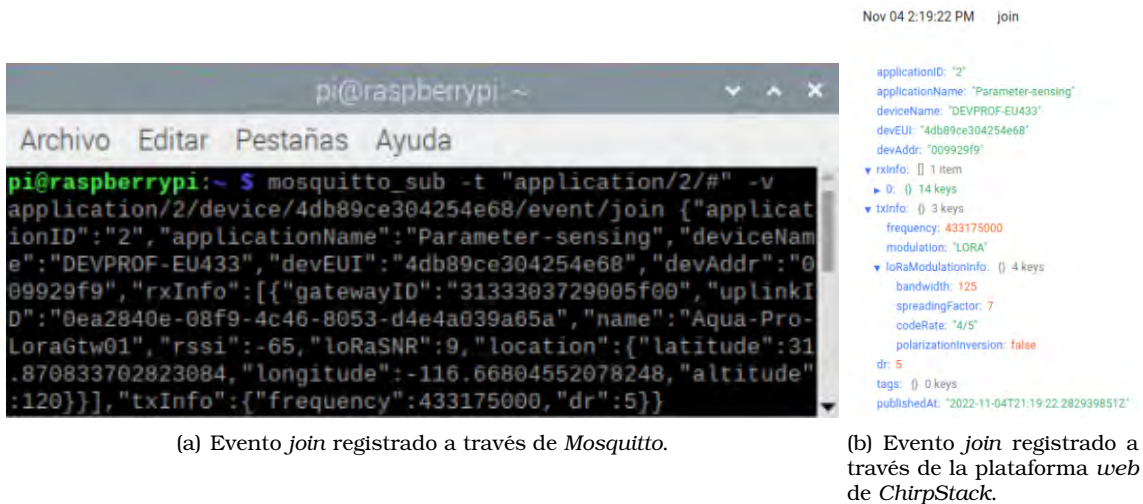 Nov 04 2:19:22 PM join
pi@raspberrypi: ~
Archivo Editar Pestañas Ayuda
pi@raspberrypi:~ $ mosquitto_sub -t "application/2/#" -v
application/2/device/4db89ce304254e68/event/join {"applicat
ionID":"2","applicationName":"Parameter-sensing","deviceNam
e":"DEVPROF-EU433","devEUI":"4db89ce304254e68","devAddr":"0
09929f9","rxInfo":[{"gatewayID":"3133303729005f00","uplinkI
D":"0ea2840e-08f9-4c46-8053-d4e4a039a65a","name":"Aqua-Pro-
LoraGtw01","rssi":-65,"loRaSNR":9,"location":{"latitude":31
.870833702823084,"longitude":-116.66804552078248,"altitude"
:120}}],"txInfo":{"frequency":433175000,"dr":5}}
applicationID: "2"
applicationName: "Parameter-sensing"
deviceName: "DEVPROF-EU433"
devEUI: "4db89ce304254e68"
devAddr: "009929f9"
rxInfo: [] 1 item
0: {} 14 keys
txInfo: {} 3 keys
frequency: 433175000
modulation: "LORA"
loRaModulationInfo: {} 4 keys
bandwidth: 125
spreadingFactor: 7
codeRate: "4/5"
polarizationInversion: false
dr: 5
tags: {} 0 keys
publishedAt: "2022-11-04T21:19:22.282939851Z"
(a) Evento join registrado a través de Mosquitto.
(b) Evento join registrado a
través de la plataforma web
de ChirpStack.